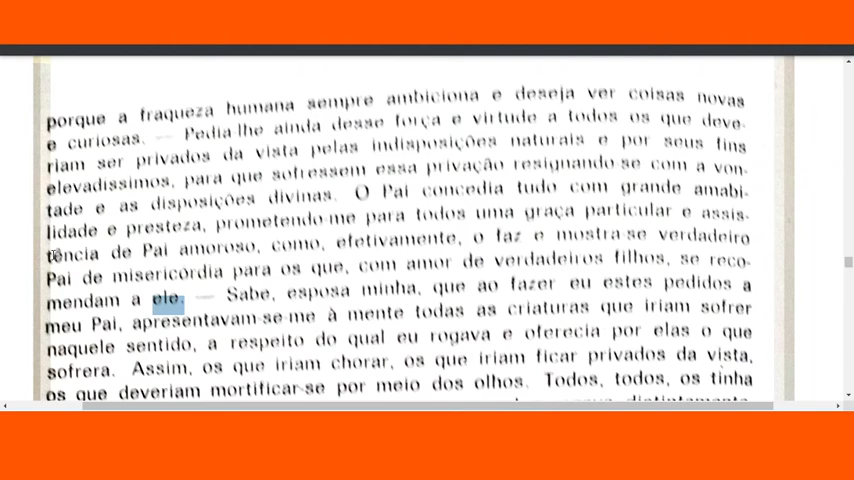 porque a fraqueza humana sempre ambiciona e deseja ver coisas novas
e curiosas. — Pedia-lhe ainda desse força e virtude a todos os que deve-
riam ser privados da vista pelas indisposições naturais e por seus fins
elevadíssimos, para que sofressem essa privação resignando-se com a von-
tade e as disposições divinas. O Pai concedia tudo com grande amabi-
lidade e presteza, prometendo-me para todos uma graça particular e assis-
tência de Pai amoroso, como, efetivamente, o faz e mostra-se verdadeiro
Pai de misericórdia para os que, com amor de verdadeiros filhos, se reco-
mendam a ele. — Sabe, esposa minha, que ao fazer eu estes pedidos a
meu Pai, apresentavam-se-me à mente todas as criaturas que iriam sofrer
naquele sentido, a respeito do qual eu rogava e oferecia por elas o que
sofrera. Assim, os que iriam chorar, os que iriam ficar privados da vista,
os que deveriam mortificar-se por meio dos olhos. Todos, todos, os tinha
distintamente